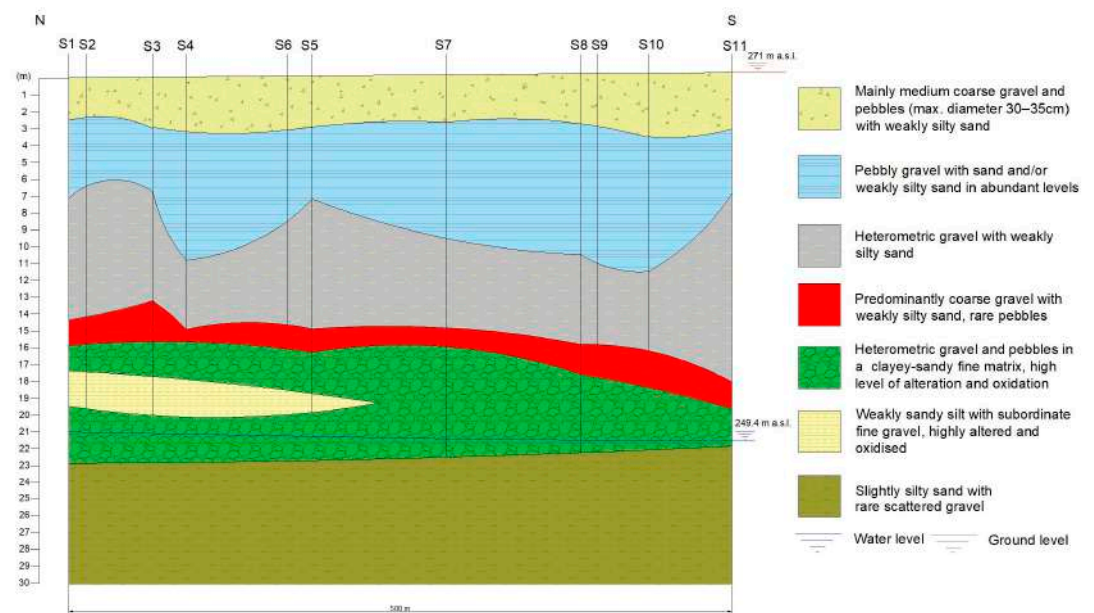 N
S
S1 S2 S3 S4 S6 S5 S7 S8 S9 S10 S11
271 m a.s.l.
(m)
1
2
3
4
5
6
7
8
9
10
11
12
13
14
15
16
17
18
19
20
21
22
23
24
25
26
27
28
29
30
249.4 m a.s.l.
500 m
Mainly medium coarse gravel and
pebbles (max. diameter 30–35cm)
with weakly silty sand
Pebbly gravel with sand and/or
weakly silty sand in abundant levels
Heterometric gravel with weakly
silty sand
Predominantly coarse gravel with
weakly silty sand, rare pebbles
Heterometric gravel and pebbles in
a clayey-sandy fine matrix, high
level of alteration and oxidation
Weakly sandy silt with subordinate
fine gravel, highly altered and
oxidised
Slightly silty sand with
rare scattered gravel
Water level Ground level